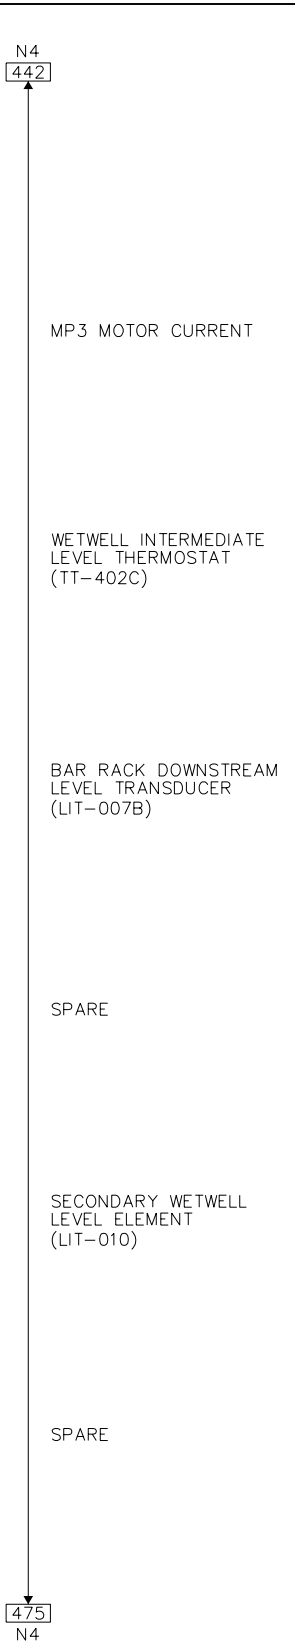 N4
442
MP3 MOTOR CURRENT
WETWELL INTERMEDIATE
LEVEL THERMOSTAT
(TT-402C)
BAR RACK DOWNSTREAM
LEVEL TRANSDUCER
(LIT-007B)
SPARE
SECONDARY WETWELL
LEVEL ELEMENT
(LIT-010)
SPARE
475
N4